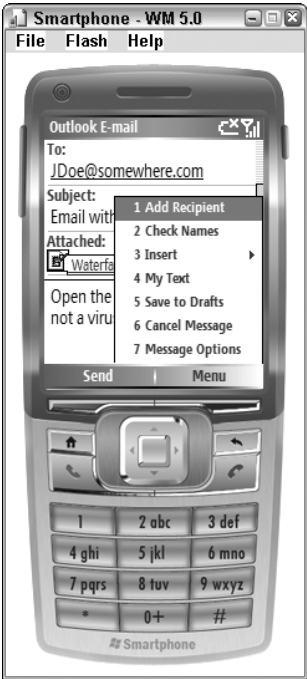 Smartphone - WM 5.0
File Flash Help
Outlook E-mail
To:
JDoe@somewhere.com
Subject:
Email with
Attached:
Waterfa
Open the
not a viru
1 Add Recipient
2 Check Names
3 Insert
4 My Text
5 Save to Drafts
6 Cancel Message
7 Message Options
Send Menu
1 2 abc 3 def
4 ghi 5 jkl 6 mno
7 pqrs 8 tuv 9 wxyz
* 0+ #
Smartphone